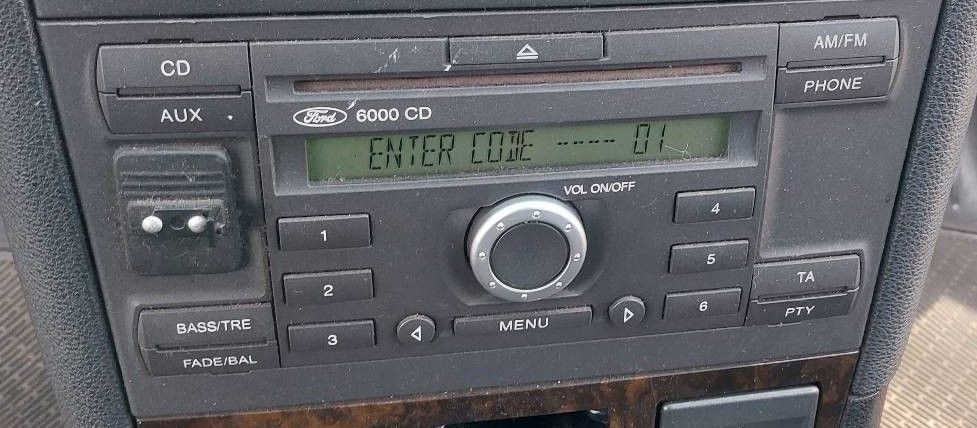 CD
AUX
AM/FM
PHONE
Ford 6000 CD
ENTER CODE ---- 01
VOL ON/OFF
1
2
3
4
5
6
BASS/TRE
FADE/BAL
MENU
TA
PTY